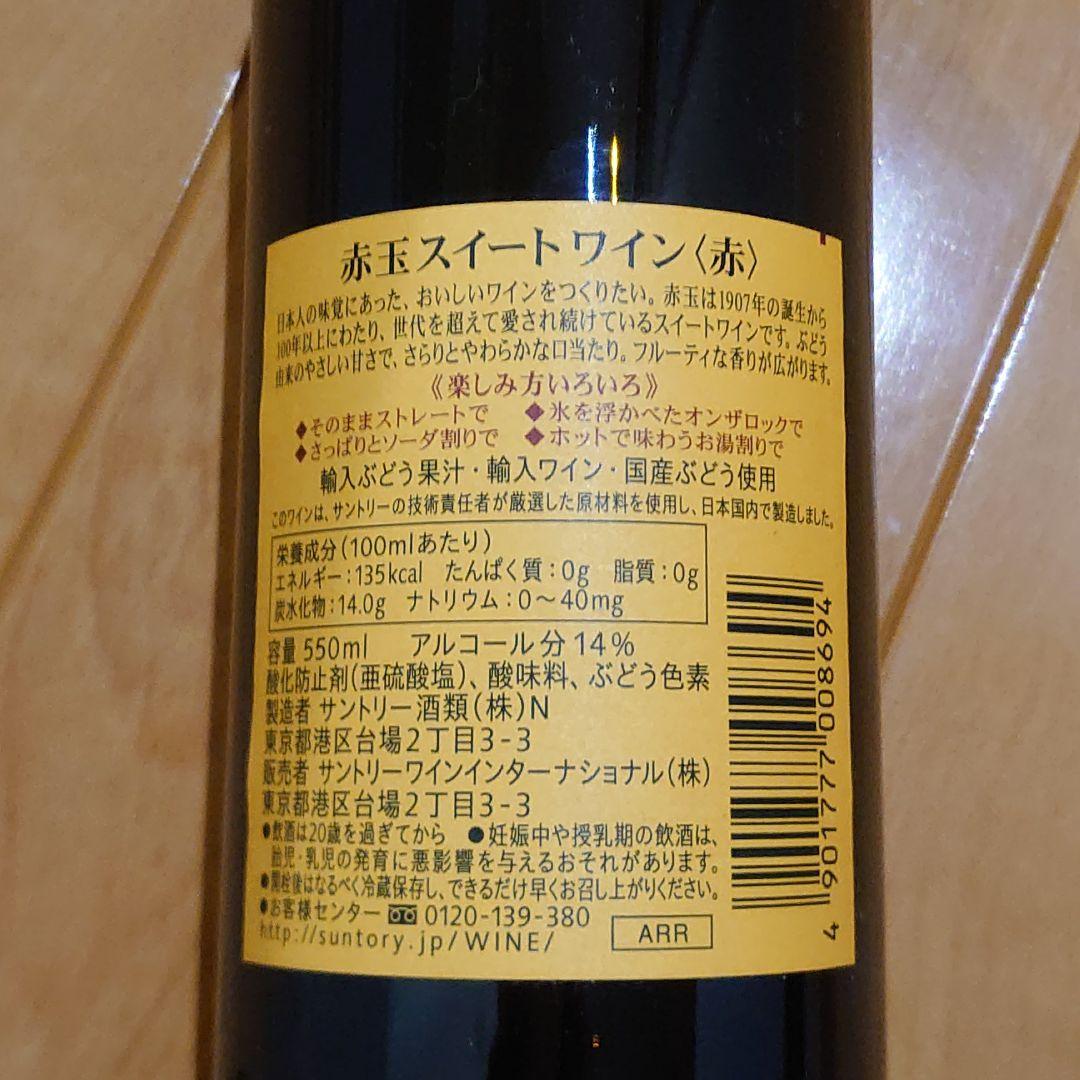 赤玉スイートワイン〈赤〉
日本人の味覚にあった、おいしいワインをつくりたい。赤玉は1907年の誕生から
100年以上にわたり、世代を超えて愛され続けているスイートワインです。ぶどう
由来のやさしい甘さで、さらりとやわらかな口当たり。フルーティな香りが広がります。
《楽しみ方いろいろ》
◆そのままストレートで ◆氷を浮かべたオンザロックで
◆さっぱりとソーダ割りで ◆ホットで味わうお湯割りで
輸入ぶどう果汁・輸入ワイン・国産ぶどう使用
このワインは、サントリーの技術責任者が厳選した原材料を使用し、日本国内で製造しました。
栄養成分(100mlあたり)
エネルギー:135kcal たんぱく質:0g 脂質:0g
炭水化物:14.0g ナトリウム:0～40mg
容量 550ml アルコール分 14%
酸化防止剤(亜硫酸塩)、酸味料、ぶどう色素
製造者 サントリー酒類(株)N
東京都港区台場2丁目3-3
販売者 サントリーワインインターナショナル(株)
東京都港区台場2丁目3-3
●飲酒は20歳を過ぎてから ●妊娠中や授乳期の飲酒は、
胎児・乳児の発育に悪影響を与えるおそれがあります。
●開栓後はなるべく冷蔵保存し、できるだけ早くお召し上がりください。
●お客様センター 0120-139-380
http://suntory.jp/WINE/
ARR
4 901777 008694